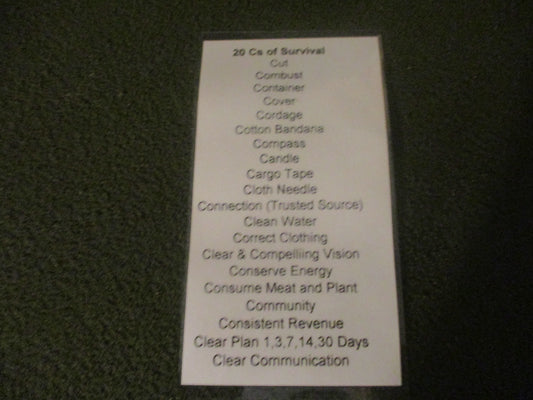 20 Cs of Survival
Cut
Combust
Container
Cover
Cordage
Cotton Bandana
Compass
Candle
Cargo Tape
Cloth Needle
Connection (Trusted Source)
Clean Water
Correct Clothing
Clear & Compelliing Vision
Conserve Energy
Consume Meat and Plant
Community
Consistent Revenue
Clear Plan 1,3,7,14,30 Days
Clear Communication